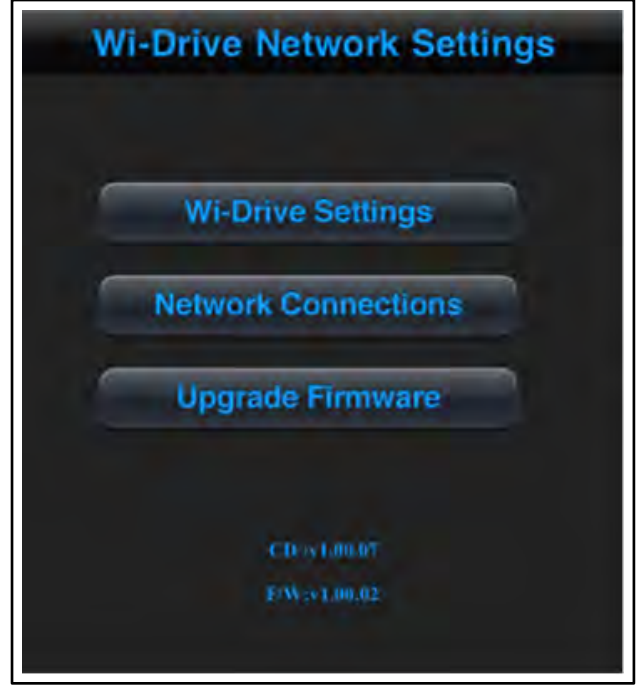 Wi-Drive Network Settings
Wi-Drive Settings
Network Connections
Upgrade Firmware
CD:v1.00.07
F/W:v1.00.02